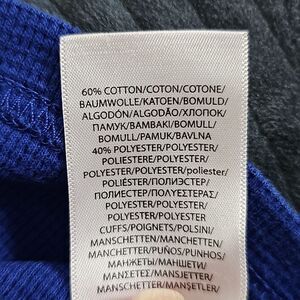 60% COTTON/COTON/COTONE/
BAUMWOLLE/KATOEN/BOMULD/
ALGODÓN/ALGODÃO/ХЛОПОК/
ПАМУК/BAMBAKI/BOMULL/
BOMULL/PAMUK/BAVLNA
40% POLYESTER/POLYESTER/
POLIESTERE/POLYESTER/
POLYESTER/POLYESTER/poliester/
POLIÉSTER/ПОЛИЭСТЕР/
ПОЛИЕСТЕР/ΠΟΛΥΕΣΤΕΡΑΣ/
POLYESTER/POLYESTER/
POLYESTER/POLYESTER
CUFFS/POIGNETS/POLSINI/
MANSCHETTEN/MANCHETTEN/
MANCHETTER/PUÑOS/PUNHOS/
МАНЖЕТЫ/МАНШЕТИ/
ΜΑΝΣΕΤΕΣ/MANSJETTER/
MANSCHETTER/MANŞETLER/